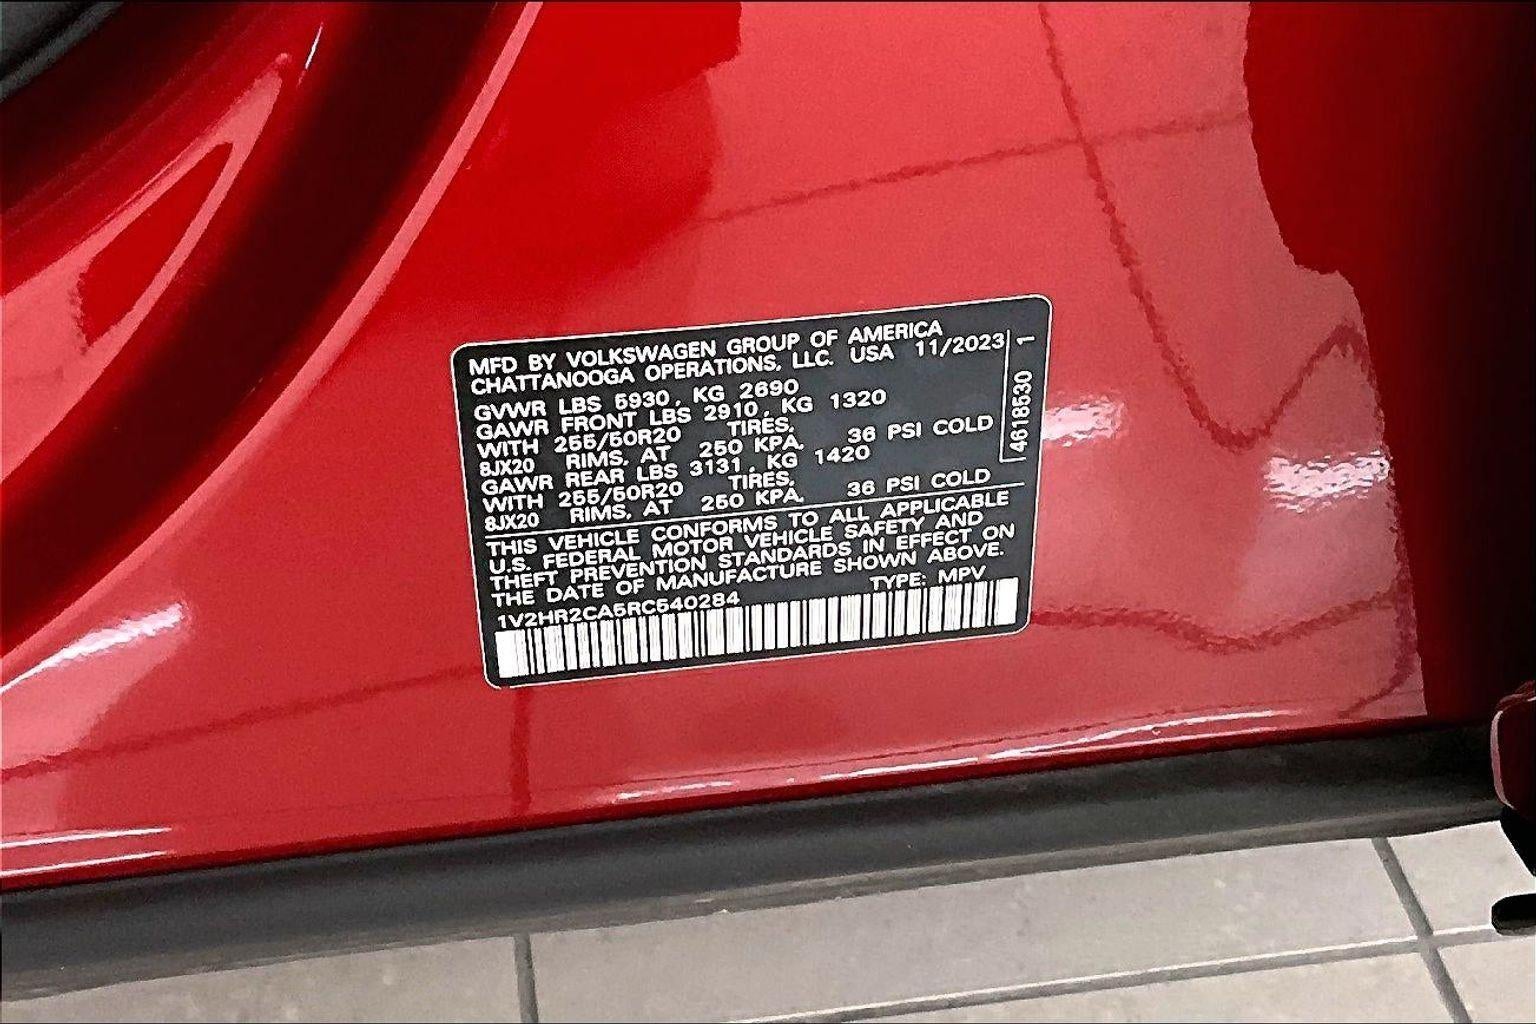 MFD BY VOLKSWAGEN GROUP OF AMERICA
CHATTANOOGA OPERATIONS, LLC. USA 11/2023
GVWR LBS 5930, KG 2690
GAWR FRONT LBS 2910, KG 1320
WITH 255/50R20 TIRES,
8JX20 RIMS, AT 250 KPA, 36 PSI COLD
GAWR REAR LBS 3131, KG 1420
WITH 255/50R20 TIRES,
8JX20 RIMS, AT 250 KPA, 36 PSI COLD
THIS VEHICLE CONFORMS TO ALL APPLICABLE
U.S. FEDERAL MOTOR VEHICLE SAFETY AND
THEFT PREVENTION STANDARDS IN EFFECT ON
THE DATE OF MANUFACTURE SHOWN ABOVE.
1V2HR2CA5RC540284 TYPE: MPV
4618530 1